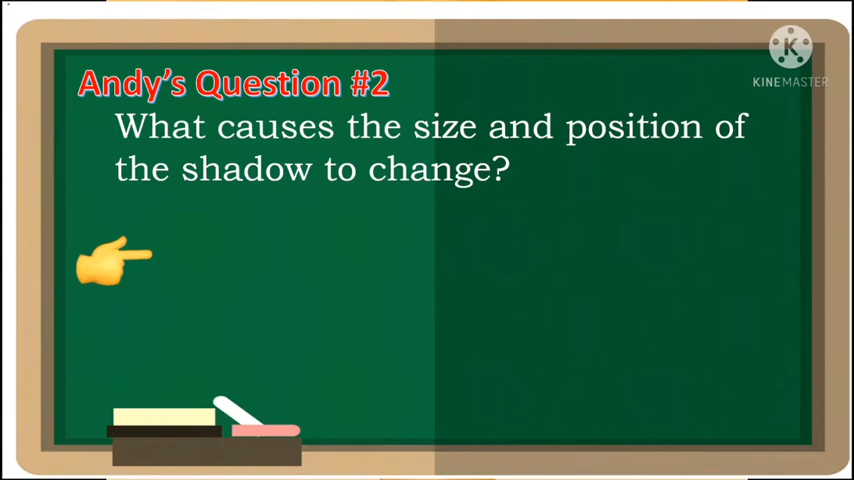 K
KINEMASTER
Andy's Question #2
What causes the size and position of
the shadow to change?